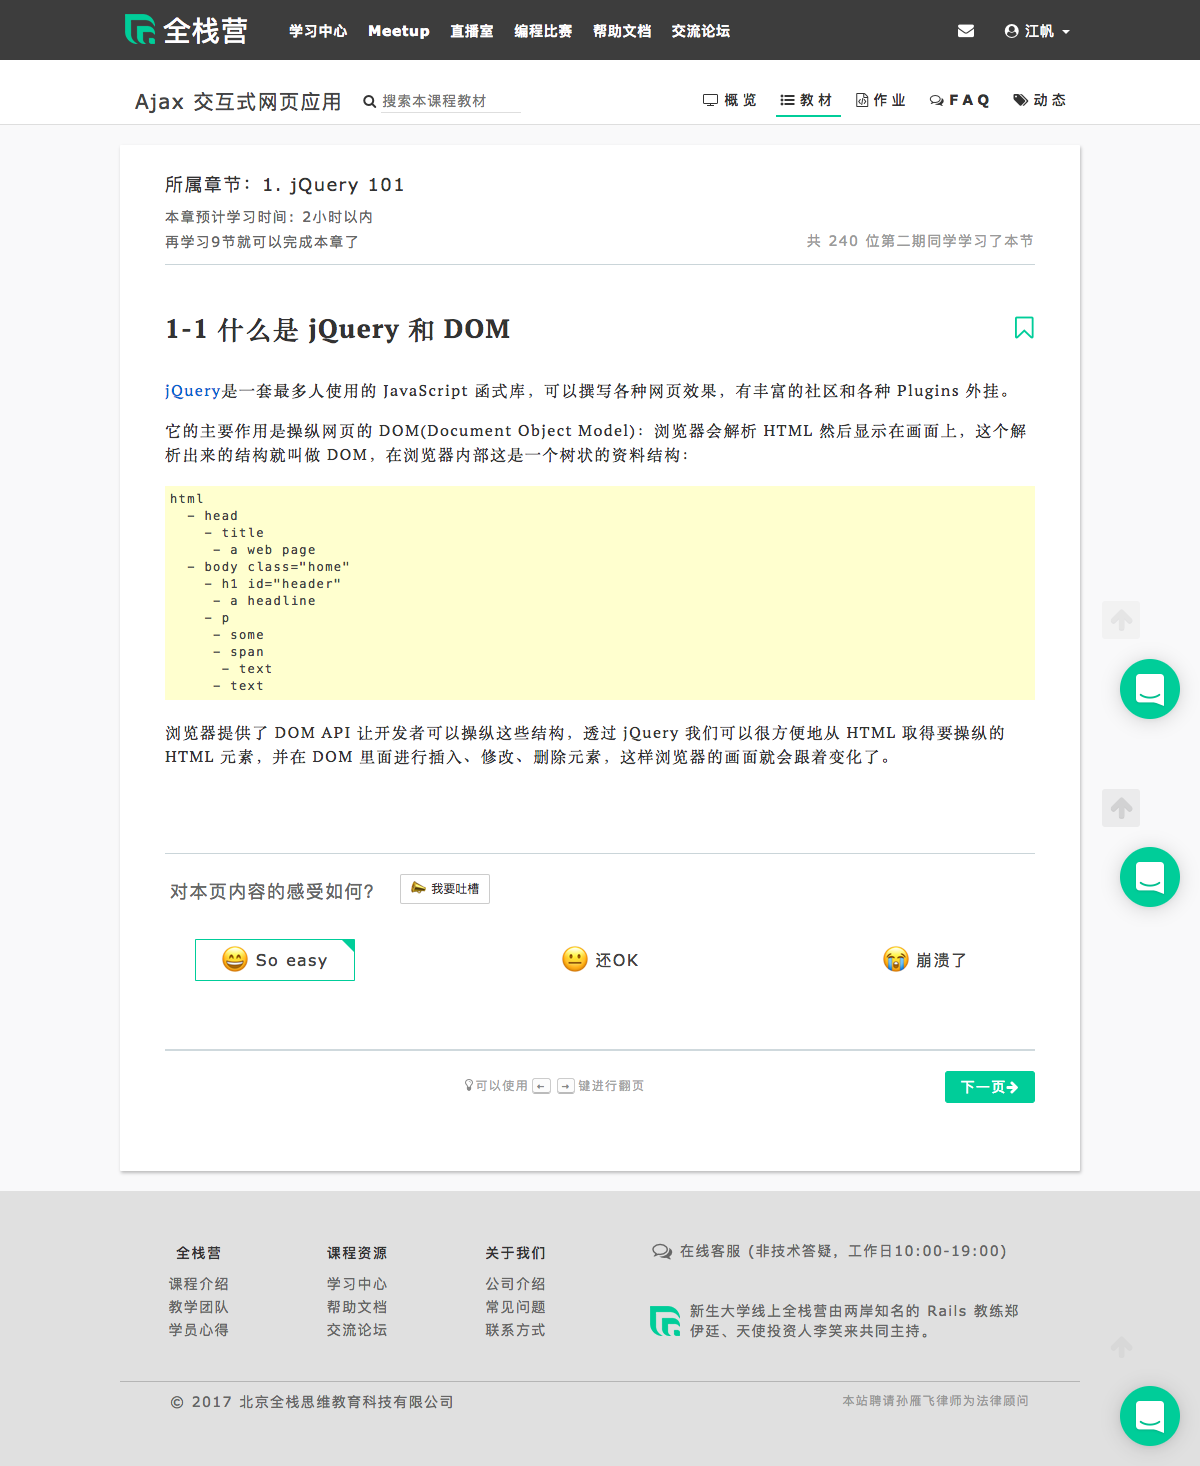 全栈营 学习中心 Meetup 直播室 编程比赛 帮助文档 交流论坛 江帆
Ajax 交互式网页应用 搜索本课程教材 概览 教材 作业 FAQ 动态
所属章节：1. jQuery 101
本章预计学习时间：2小时以内
再学习9节就可以完成本章了
共 240 位第二期同学学习了本节
1-1 什么是 jQuery 和 DOM
jQuery是一套最多人使用的 JavaScript 函式库，可以撰写各种网页效果，有丰富的社区和各种 Plugins 外挂。
它的主要作用是操纵网页的 DOM(Document Object Model)：浏览器会解析 HTML 然后显示在画面上，这个解
析出来的结构就叫做 DOM，在浏览器内部这是一个树状的资料结构：
html
  - head
    - title
     - a web page
  - body class="home"
    - h1 id="header"
     - a headline
    - p
     - some
     - span
      - text
     - text
浏览器提供了 DOM API 让开发者可以操纵这些结构，透过 jQuery 我们可以很方便地从 HTML 取得要操纵的
HTML 元素，并在 DOM 里面进行插入、修改、删除元素，这样浏览器的画面就会跟着变化了。
对本页内容的感受如何? 我要吐槽
So easy 还OK 崩溃了
可以使用 ← → 键进行翻页
下一页
全栈营 课程资源 关于我们
课程介绍 学习中心 公司介绍
教学团队 帮助文档 常见问题
学员心得 交流论坛 联系方式
在线客服 (非技术答疑，工作日10:00-19:00)
新生大学线上全栈营由两岸知名的 Rails 教练郑
伊廷、天使投资人李笑来共同主持。
© 2017 北京全栈思维教育科技有限公司
本站聘请孙雁飞律师为法律顾问